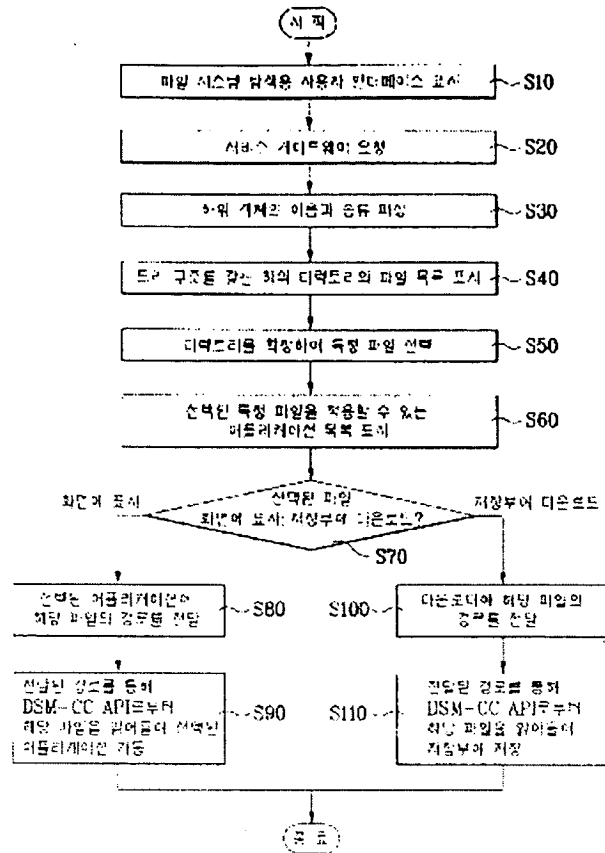 시 작
파일 시스템 탐색용 사용자 인터페이스 표시
S10
서비스 게이트웨이 요청
S20
하위 객체의 이름과 종류 파싱
S30
트리 구조를 갖는 하위 디렉토리의 파일 목록 표시
S40
디렉토리를 확장하여 특정 파일 선택
S50
선택된 특정 파일을 적용할 수 있는
어플리케이션 목록 표시
S60
화면에 표시
선택된 파일
화면에 표시;저장부에 다운로드?
저장부에 다운로드
S70
선택된 어플리케이션에
해당 파일의 경로를 전달
S80
S100
다운로더에 해당 파일의
경로를 전달
전달된 경로를 통해
DSM-CC API로부터
해당 파일을 읽어들여 선택된
어플리케이션 가동
S90
S110
전달된 경로를 통해
DSM-CC API로부터
해당 파일을 읽어들여
저장부에 저장
종 료